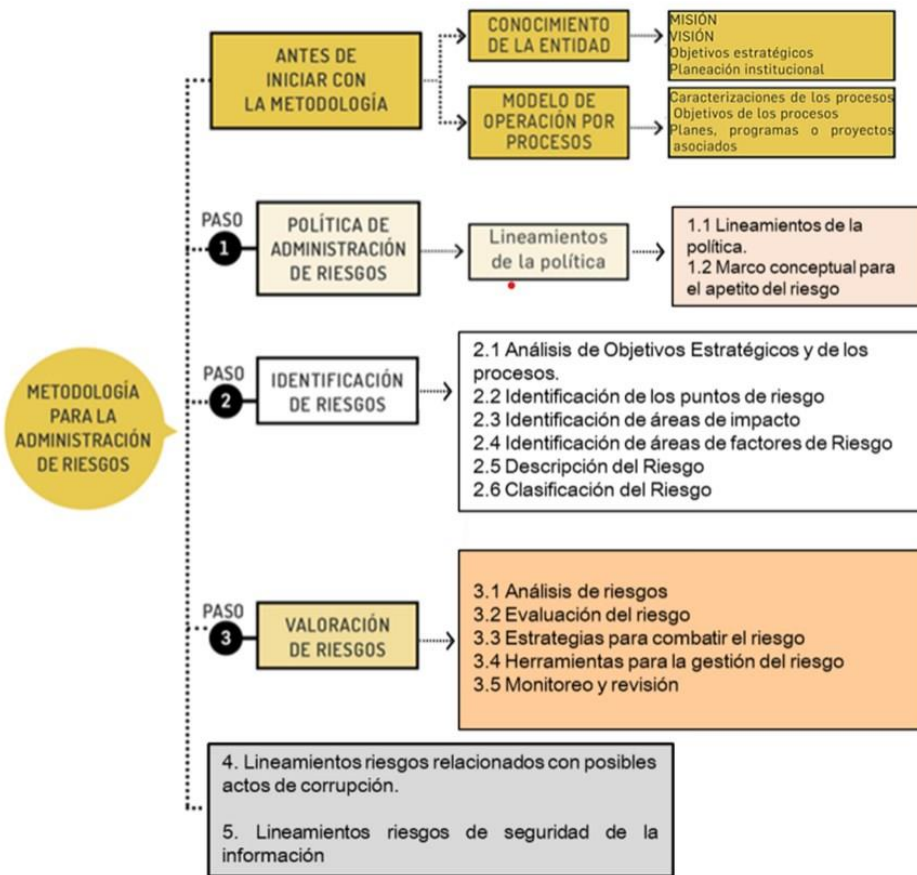 METODOLOGÍA
PARA LA
ADMINISTRACIÓN
DE RIESGOS
ANTES DE
INICIAR CON
LA METODOLOGÍA
CONOCIMIENTO
DE LA ENTIDAD
MISIÓN
VISIÓN
Objetivos estratégicos
Planeación institucional
MODELO DE
OPERACIÓN POR
PROCESOS
Caracterizaciones de los procesos
Objetivos de los procesos
Planes, programas o proyectos
asociados
PASO
1
POLÍTICA DE
ADMINISTRACIÓN
DE RIESGOS
Lineamientos
de la política
1.1 Lineamientos de la
política.
1.2 Marco conceptual para
el apetito del riesgo
PASO
2
IDENTIFICACIÓN
DE RIESGOS
2.1 Análisis de Objetivos Estratégicos y de los
procesos.
2.2 Identificación de los puntos de riesgo
2.3 Identificación de áreas de impacto
2.4 Identificación de áreas de factores de Riesgo
2.5 Descripción del Riesgo
2.6 Clasificación del Riesgo
PASO
3
VALORACIÓN
DE RIESGOS
3.1 Análisis de riesgos
3.2 Evaluación del riesgo
3.3 Estrategias para combatir el riesgo
3.4 Herramientas para la gestión del riesgo
3.5 Monitoreo y revisión
4. Lineamientos riesgos relacionados con posibles
actos de corrupción.
5. Lineamientos riesgos de seguridad de la
información